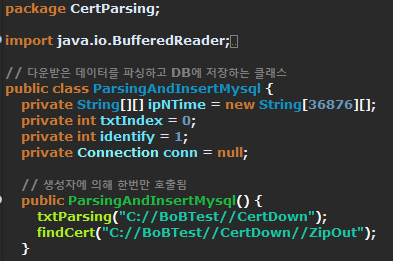 package CertParsing;
import java.io.BufferedReader;
// 다운받은 데이터를 파싱하고 DB에 저장하는 클래스
public class ParsingAndInsertMysql {
private String[][] ipNTime = new String[36876][];
private int txtIndex = 0;
private int identify = 1;
private Connection conn = null;
// 생성자에 의해 한번만 호출됨
public ParsingAndInsertMysql() {
txtParsing("C://BoBTest//CertDown");
findCert("C://BoBTest//CertDown//ZipOut");
}